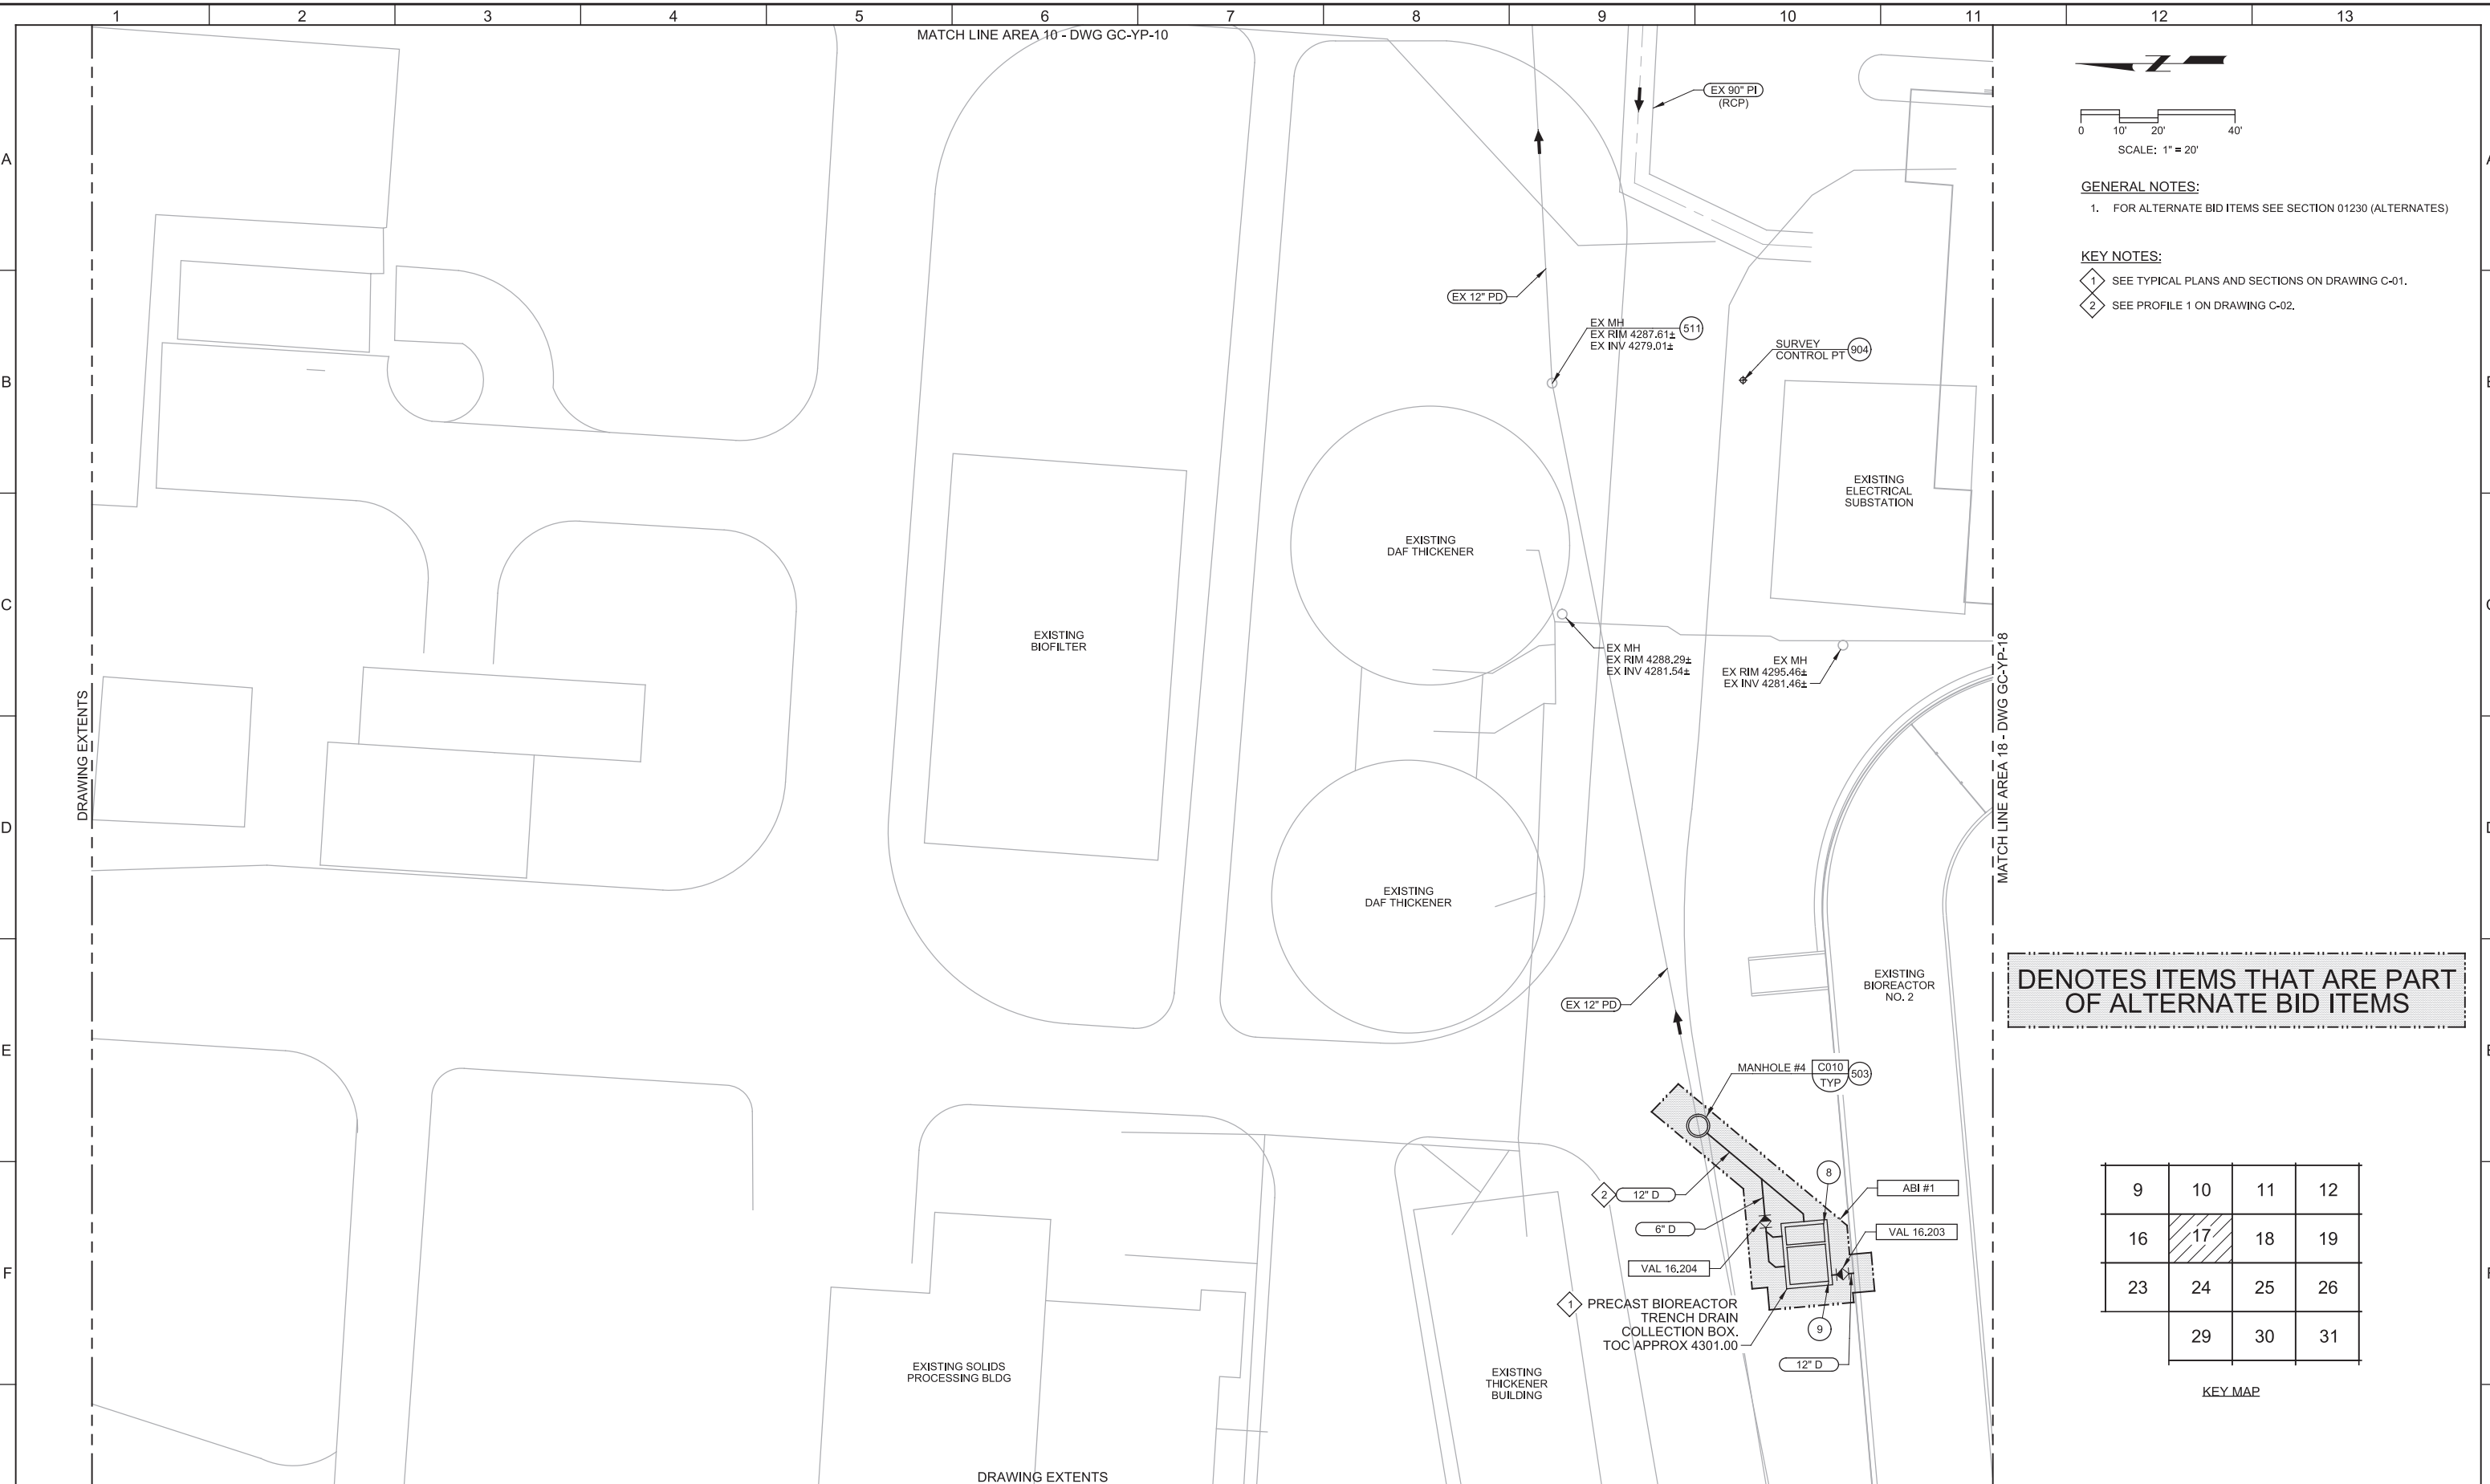 1 2 3 4 5 6 7 8 9 10 11 12 13
MATCH LINE AREA 10 - DWG GC-YP-10
A
B
C
D
E
F
DRAWING EXTENTS
EX 90" PI
(RCP)
EX 12" PD
EX MH
EX RIM 4287.61±
EX INV 4279.01±
511
SURVEY
CONTROL PT
904
EXISTING
ELECTRICAL
SUBSTATION
EXISTING
DAF THICKENER
EXISTING
BIOFILTER
EX MH
EX RIM 4288.29±
EX INV 4281.54±
EX MH
EX RIM 4295.46±
EX INV 4281.46±
MATCH LINE AREA 18 - DWG GC-YP-18
EXISTING
DAF THICKENER
EX 12" PD
EXISTING
BIOREACTOR
NO. 2
MANHOLE #4
C010
TYP
503
8
2
12" D
ABI #1
6" D
VAL 16.203
VAL 16.204
1
PRECAST BIOREACTOR
TRENCH DRAIN
COLLECTION BOX.
TOC APPROX 4301.00
9
12" D
EXISTING SOLIDS
PROCESSING BLDG
EXISTING
THICKENER
BUILDING
DRAWING EXTENTS
Z
0 10' 20' 40'
SCALE: 1" = 20'
GENERAL NOTES:
1. FOR ALTERNATE BID ITEMS SEE SECTION 01230 (ALTERNATES)
KEY NOTES:
1 SEE TYPICAL PLANS AND SECTIONS ON DRAWING C-01.
2 SEE PROFILE 1 ON DRAWING C-02.
DENOTES ITEMS THAT ARE PART
OF ALTERNATE BID ITEMS
9 10 11 12
16 17 18 19
23 24 25 26
29 30 31
KEY MAP